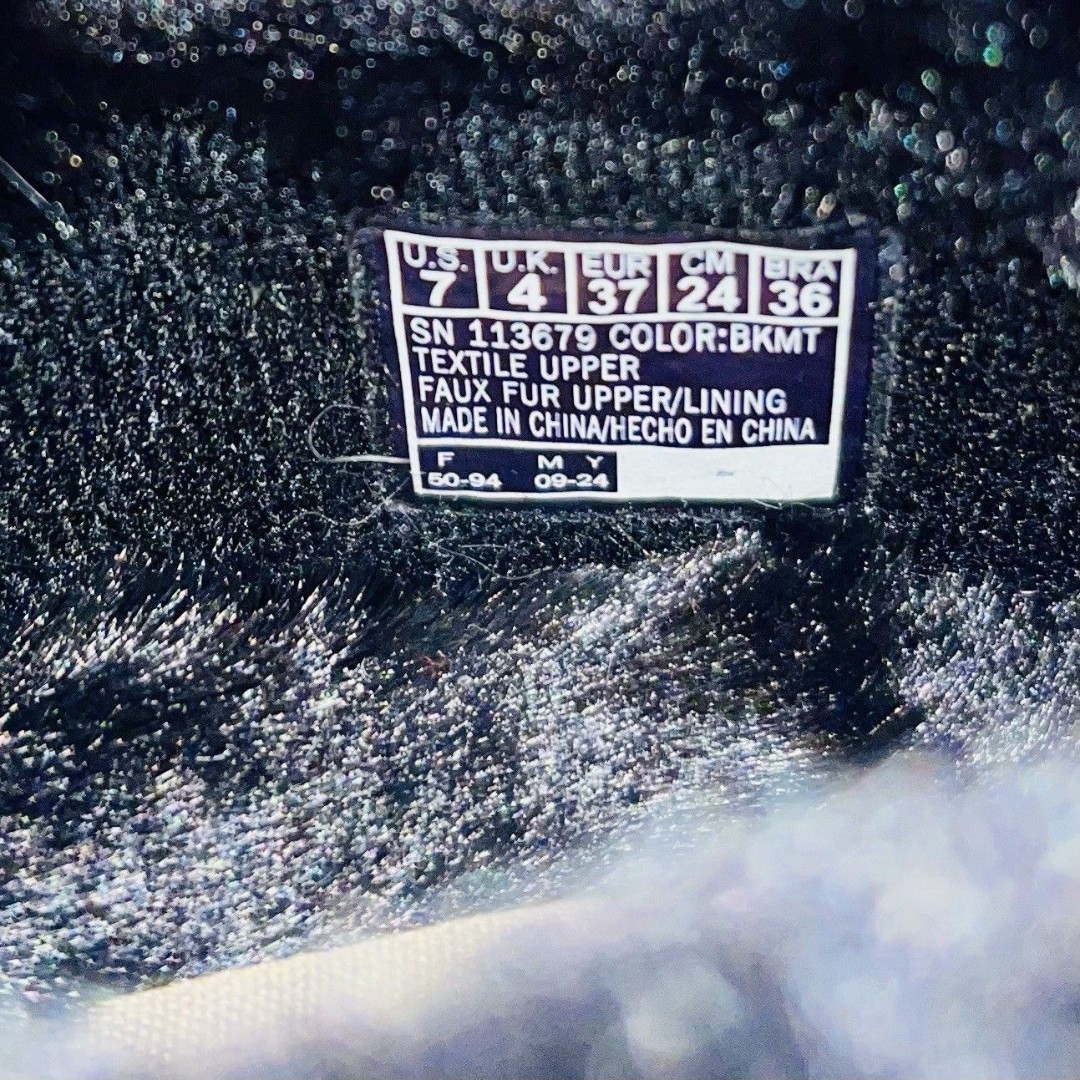 U.S. U.K. EUR CM BRA
7 4 37 24 36
SN 113679 COLOR:BKMT
TEXTILE UPPER
FAUX FUR UPPER/LINING
MADE IN CHINA/HECHO EN CHINA
F M Y
50-94 09-24